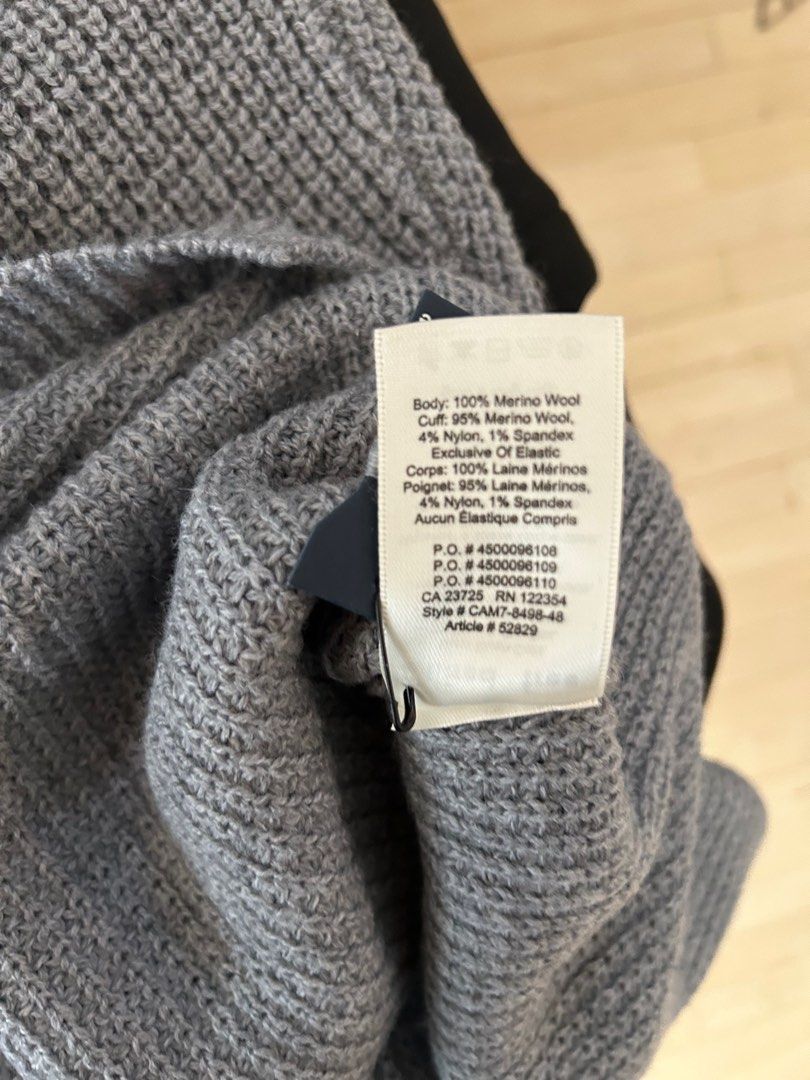 Body: 100% Merino Wool
Cuff: 95% Merino Wool,
4% Nylon, 1% Spandex
Exclusive Of Elastic
Corps: 100% Laine Mérinos
Poignet: 95% Laine Mérinos,
4% Nylon, 1% Spandex
Aucun Élastique Compris
P.O. # 4500096108
P.O. # 4500096109
P.O. # 4500096110
CA 23725 RN 122354
Style # CAM7-8498-48
Article # 52829